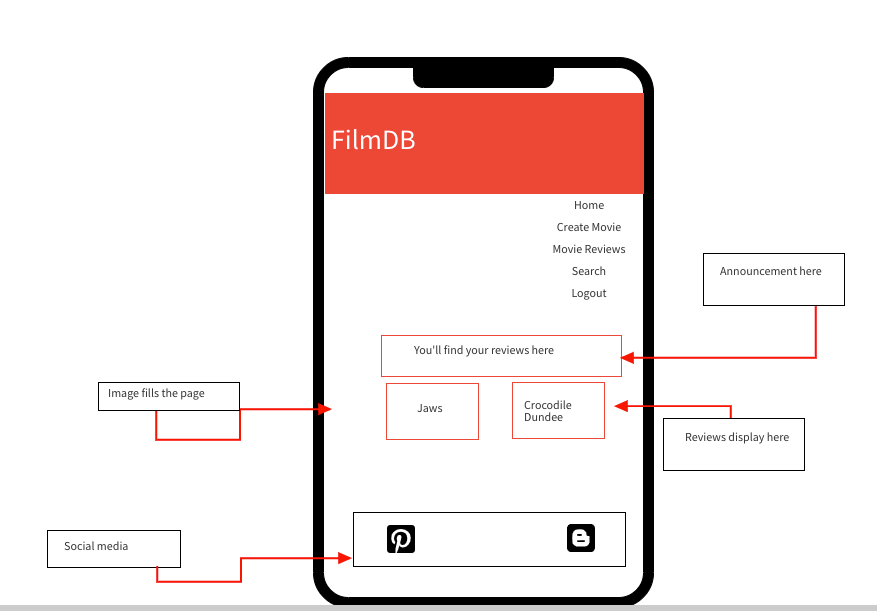 FilmDB
Home
Create Movie
Movie Reviews
Search
Logout
Announcement here
You'll find your reviews here
Image fills the page
Jaws
Crocodile
Dundee
Reviews display here
Social media